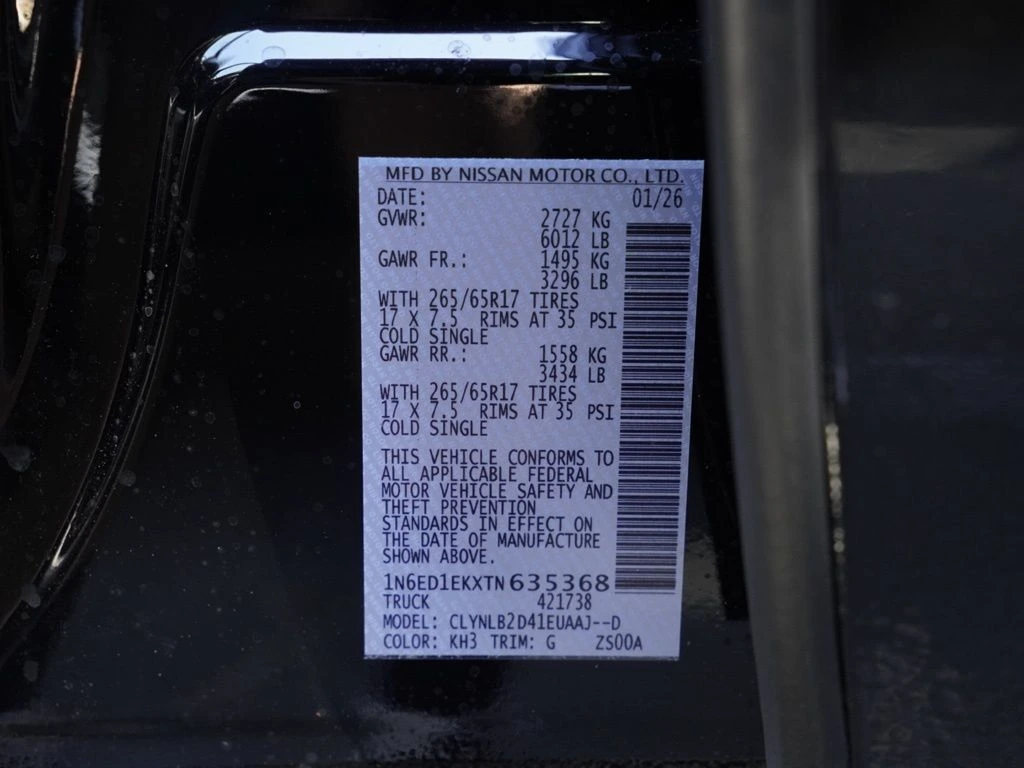 MFD BY NISSAN MOTOR CO., LTD.
DATE: 01/26
GVWR: 2727 KG
6012 LB
GAWR FR.: 1495 KG
3296 LB
WITH 265/65R17 TIRES
17 X 7.5 RIMS AT 35 PSI
COLD SINGLE
GAWR RR.: 1558 KG
3434 LB
WITH 265/65R17 TIRES
17 X 7.5 RIMS AT 35 PSI
COLD SINGLE
THIS VEHICLE CONFORMS TO
ALL APPLICABLE FEDERAL
MOTOR VEHICLE SAFETY AND
THEFT PREVENTION
STANDARDS IN EFFECT ON
THE DATE OF MANUFACTURE
SHOWN ABOVE.
1N6ED1EKXTN635368
TRUCK 421738
MODEL: CLYNLB2D41EUAAJ--D
COLOR: KH3 TRIM: G ZS00A